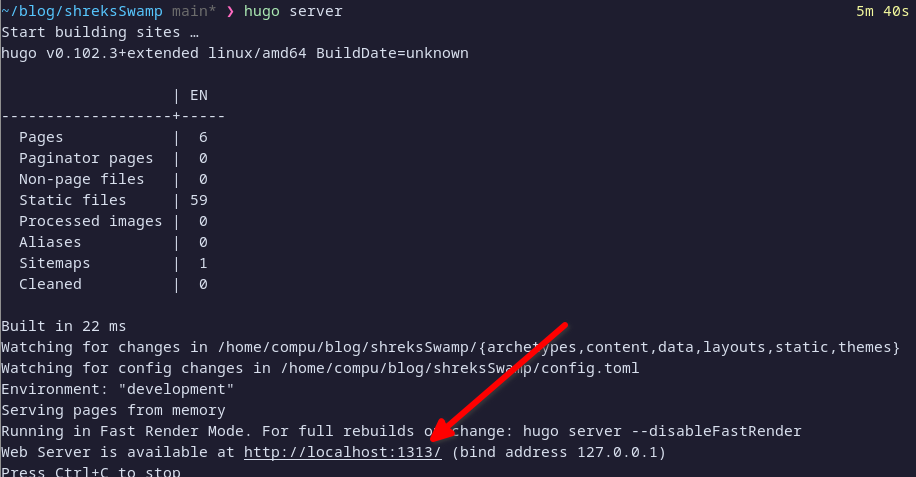 ~/blog/shreksSwamp main* ❯ hugo server 5m 40s
Start building sites …
hugo v0.102.3+extended linux/amd64 BuildDate=unknown
| EN
-------------------+-----
Pages | 6
Paginator pages | 0
Non-page files | 0
Static files | 59
Processed images | 0
Aliases | 0
Sitemaps | 1
Cleaned | 0
Built in 22 ms
Watching for changes in /home/compu/blog/shreksSwamp/{archetypes,content,data,layouts,static,themes}
Watching for config changes in /home/compu/blog/shreksSwamp/config.toml
Environment: "development"
Serving pages from memory
Running in Fast Render Mode. For full rebuilds on change: hugo server --disableFastRender
Web Server is available at http://localhost:1313/ (bind address 127.0.0.1)
Press Ctrl+C to stop